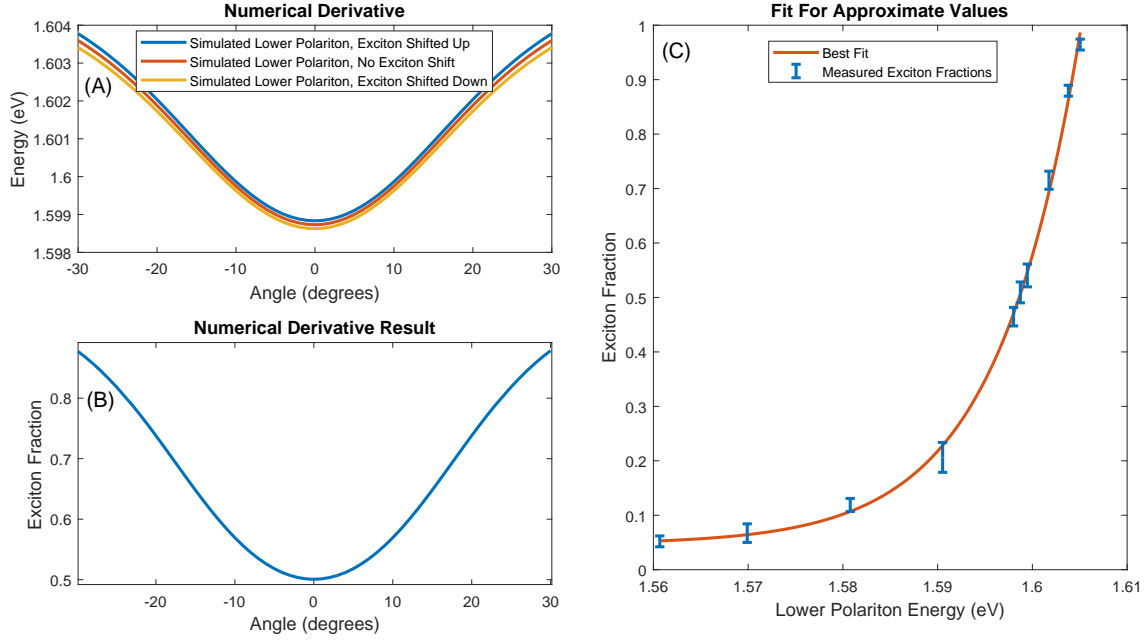 Numerical Derivative
1.604
1.603
1.602
1.601
1.6
1.599
1.598
Energy (eV)
(A)
Simulated Lower Polariton, Exciton Shifted Up
Simulated Lower Polariton, No Exciton Shift
Simulated Lower Polariton, Exciton Shifted Down
-30 -20 -10 0 10 20 30
Angle (degrees)
Numerical Derivative Result
0.8
0.7
0.6
0.5
Exciton Fraction
(B)
-20 -10 0 10 20 30
Angle (degrees)
Fit For Approximate Values
(C)
Best Fit
Measured Exciton Fractions
1
0.9
0.8
0.7
0.6
0.5
0.4
0.3
0.2
0.1
0
Exciton Fraction
1.56 1.57 1.58 1.59 1.6 1.61
Lower Polariton Energy (eV)